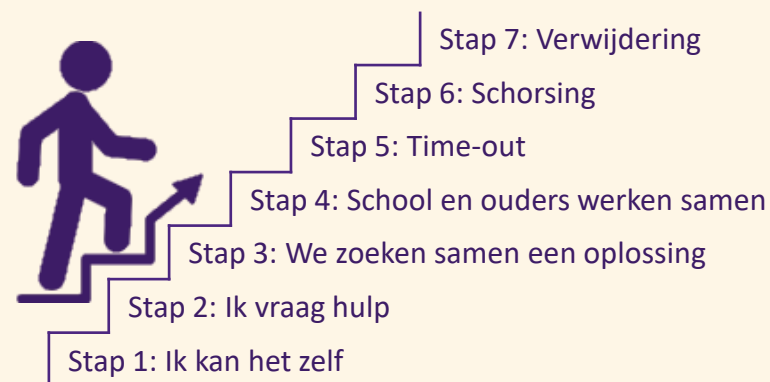 Stap 7: Verwijdering
Stap 6: Schorsing
Stap 5: Time-out
Stap 4: School en ouders werken samen
Stap 3: We zoeken samen een oplossing
Stap 2: Ik vraag hulp
Stap 1: Ik kan het zelf